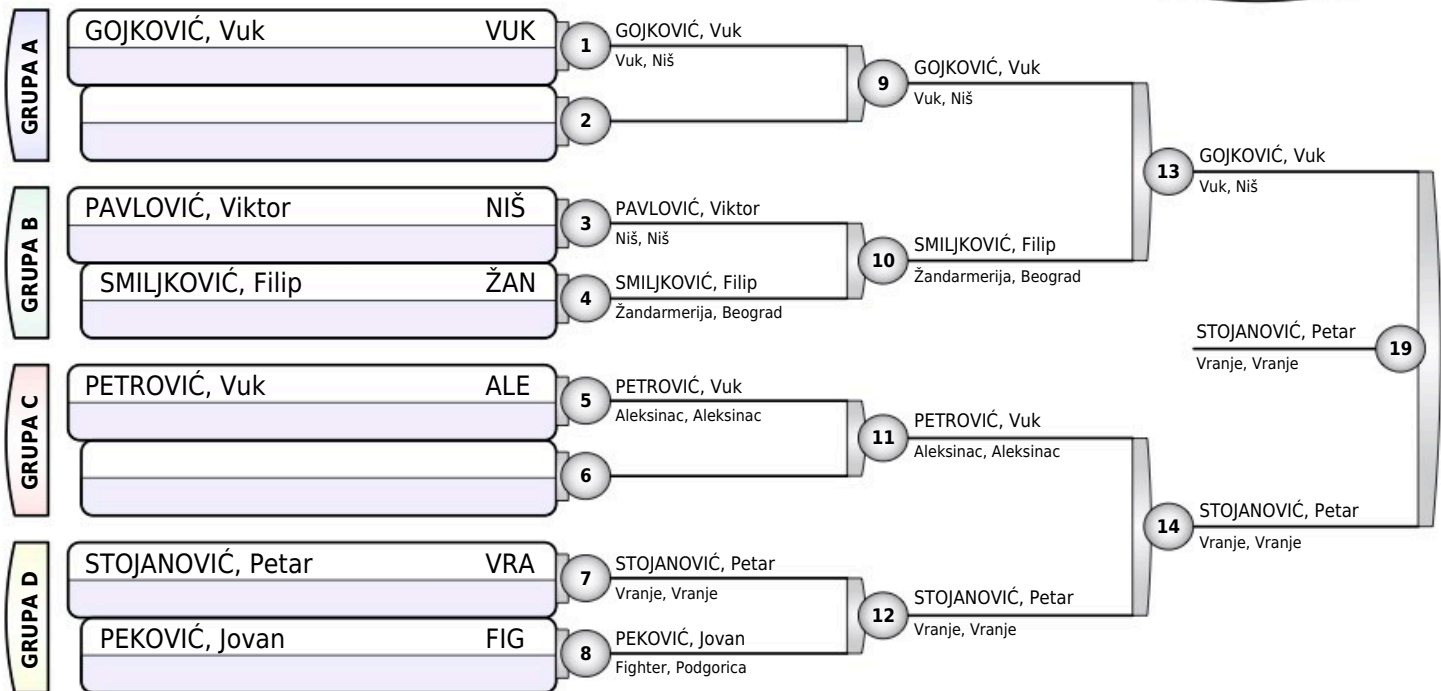 GRUPA A
GOJKOVIĆ, Vuk VUK
1
GOJKOVIĆ, Vuk
Vuk, Niš
2
9
GOJKOVIĆ, Vuk
Vuk, Niš
GRUPA B
PAVLOVIĆ, Viktor NIŠ
3
PAVLOVIĆ, Viktor
Niš, Niš
SMILJKOVIĆ, Filip ŽAN
4
SMILJKOVIĆ, Filip
Žandarmerija, Beograd
10
SMILJKOVIĆ, Filip
Žandarmerija, Beograd
13
GOJKOVIĆ, Vuk
Vuk, Niš
GRUPA C
PETROVIĆ, Vuk ALE
5
PETROVIĆ, Vuk
Aleksinac, Aleksinac
6
11
PETROVIĆ, Vuk
Aleksinac, Aleksinac
GRUPA D
STOJANOVIĆ, Petar VRA
7
STOJANOVIĆ, Petar
Vranje, Vranje
PEKOVIĆ, Jovan FIG
8
PEKOVIĆ, Jovan
Fighter, Podgorica
12
STOJANOVIĆ, Petar
Vranje, Vranje
14
STOJANOVIĆ, Petar
Vranje, Vranje
STOJANOVIĆ, Petar
Vranje, Vranje
19